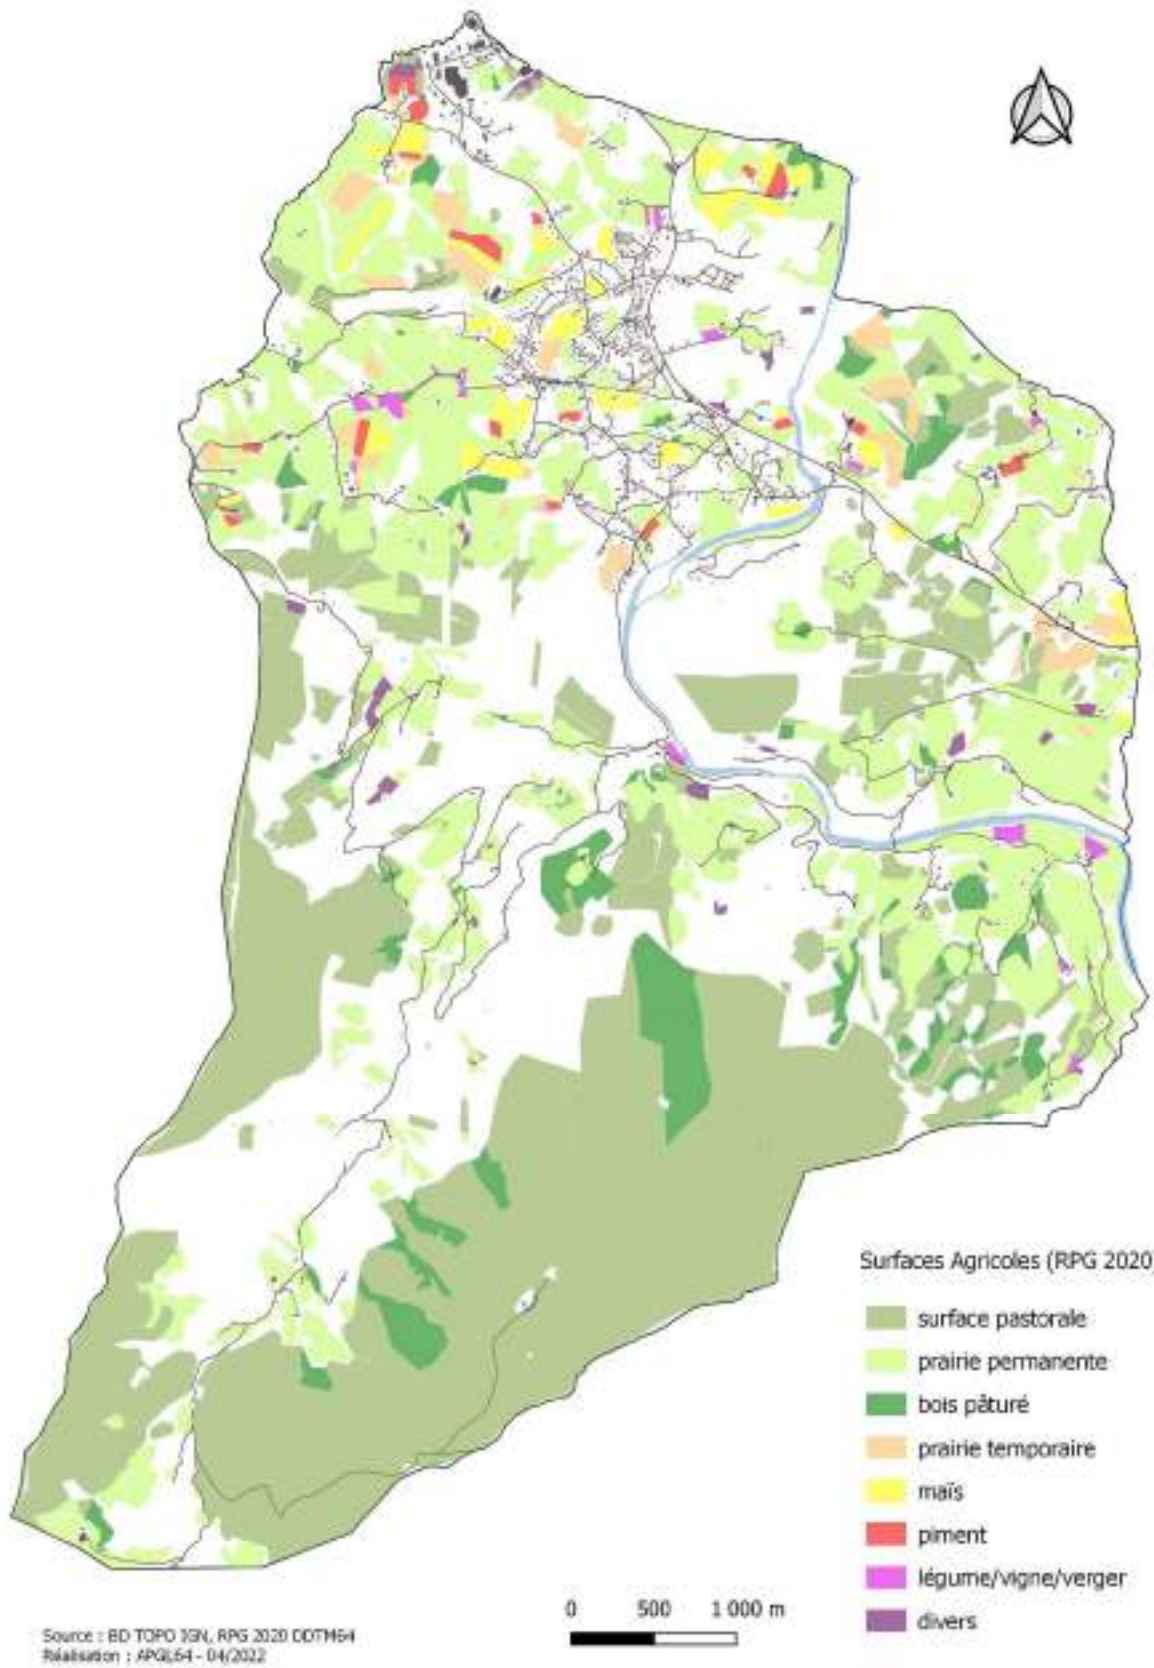 Surfaces Agricoles (RPG 2020)
surface pastorale
prairie permanente
bois pâturé
prairie temporaire
maïs
piment
légume/vigne/verger
divers
0 500 1 000 m
Source : BD TOPO IGN, RPG 2020 DDTM64
Réalisation : APGL64 - 04/2022